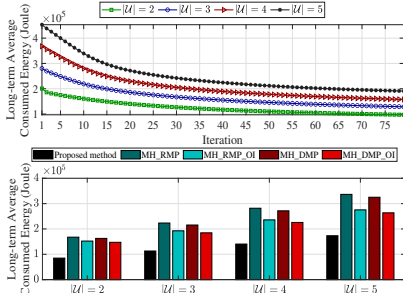 ×10⁵
|U| = 2 |U| = 3 |U| = 4 |U| = 5
Long-term Average
Consumed Energy (Joule)
4
3
2
1
1 5 10 15 20 25 30 35 40 45 50 55 60 65 70 75
Iteration
Proposed method MH_RMP MH_RMP_OI MH_DMP MH_DMP_OI
×10⁵
Long-term Average
Consumed Energy (Joule)
4
3
2
1
0
|U| = 2 |U| = 3 |U| = 4 |U| = 5